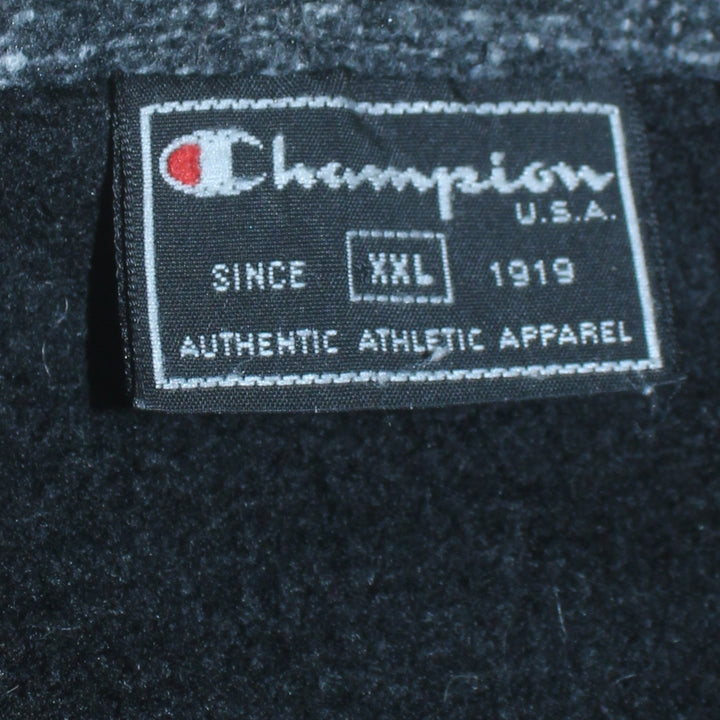 Champion
U.S.A.
SINCE XXL 1919
AUTHENTIC ATHLETIC APPAREL